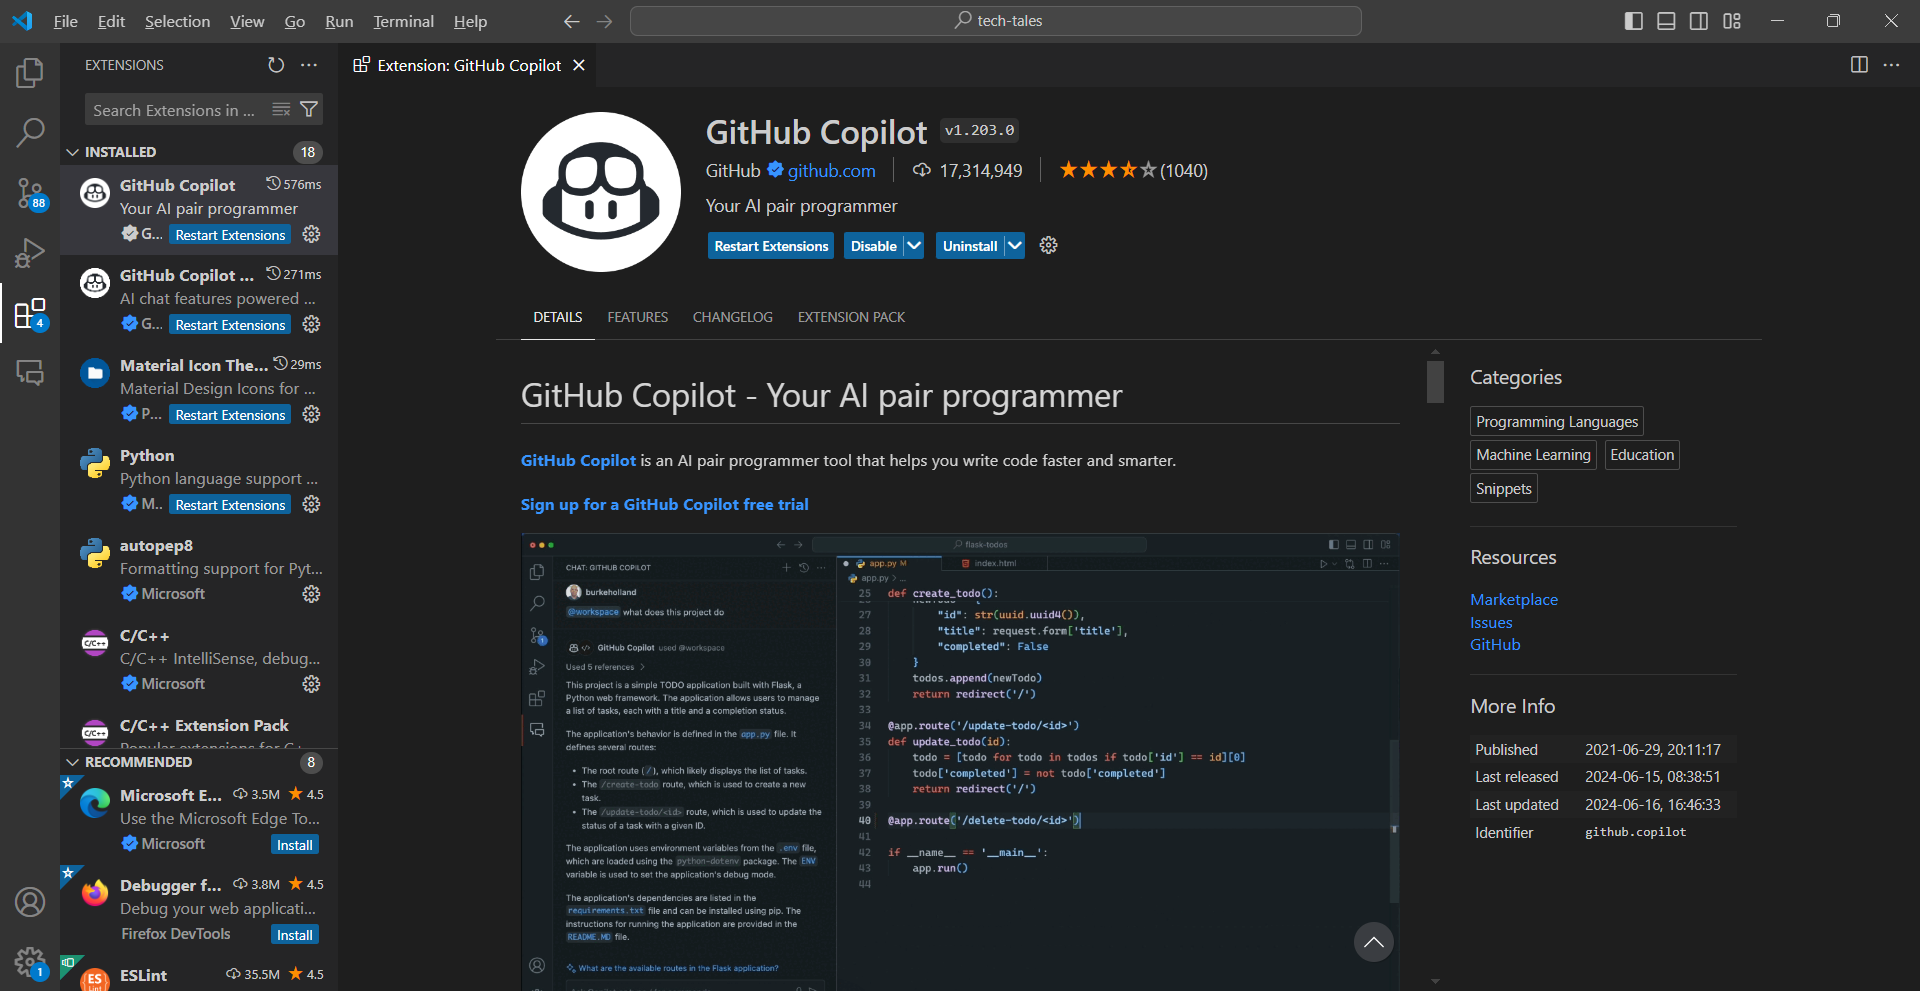 File Edit Selection View Go Run Terminal Help
tech-tales
EXTENSIONS
Search Extensions in ...
INSTALLED 18
GitHub Copilot 576ms
Your AI pair programmer
G... Restart Extensions
GitHub Copilot ... 271ms
AI chat features powered ...
G... Restart Extensions
Material Icon The... 29ms
Material Design Icons for ...
P... Restart Extensions
Python
Python language support ...
M.. Restart Extensions
autopep8
Formatting support for Pyt...
Microsoft
C/C++
C/C++
C/C++ IntelliSense, debug...
Microsoft
C/C++
C/C++ Extension Pack
RECOMMENDED 8
Microsoft E... 3.5M 4.5
Use the Microsoft Edge To...
Microsoft Install
Debugger f... 3.8M 4.5
Debug your web applicati...
Firefox DevTools Install
ES
Lint
ESLint 35.5M 4.5
88
4
1
Extension: GitHub Copilot
GitHub Copilot v1.203.0
GitHub github.com 17,314,949 (1040)
Your AI pair programmer
Restart Extensions Disable Uninstall
DETAILS FEATURES CHANGELOG EXTENSION PACK
GitHub Copilot - Your AI pair programmer
GitHub Copilot is an AI pair programmer tool that helps you write code faster and smarter.
Sign up for a GitHub Copilot free trial
flask-todos
CHAT: GITHUB COPILOT
burkeholland
@workspace what does this project do
1
GitHub Copilot used @workspace
Used 5 references
This project is a simple TODO application built with Flask, a
Python web framework. The application allows users to manage
a list of tasks, each with a title and a completion status.
The application's behavior is defined in the app.py file. It
defines several routes:
• The root route (/), which likely displays the list of tasks.
• The /create-todo route, which is used to create a new
task.
• The /update-todo/<id> route, which is used to update the
status of a task with a given ID.
The application uses environment variables from the .env file,
which are loaded using the python-dotenv package. The ENV
variable is used to set the application's debug mode.
The application's dependencies are listed in the
requirements.txt file and can be installed using pip. The
instructions for running the application are provided in the
README.MD file.
What are the available routes in the Flask application?
app.py M index.html
app.py > ...
25 def create_todo():
27 "id": str(uuid.uuid4()),
28 "title": request.form['title'],
29 "completed": False
30 }
31 todos.append(newTodo)
32 return redirect('/')
33
34 @app.route('/update-todo/<id>')
35 def update_todo(id):
36 todo = [todo for todo in todos if todo['id'] == id][0]
37 todo['completed'] = not todo['completed']
38 return redirect('/')
39
40 @app.route('/delete-todo/<id>')
41
42 if __name__ == '__main__':
43 app.run()
44
Categories
Programming Languages
Machine Learning Education
Snippets
Resources
Marketplace
Issues
GitHub
More Info
Published 2021-06-29, 20:11:17
Last released 2024-06-15, 08:38:51
Last updated 2024-06-16, 16:46:33
Identifier github.copilot